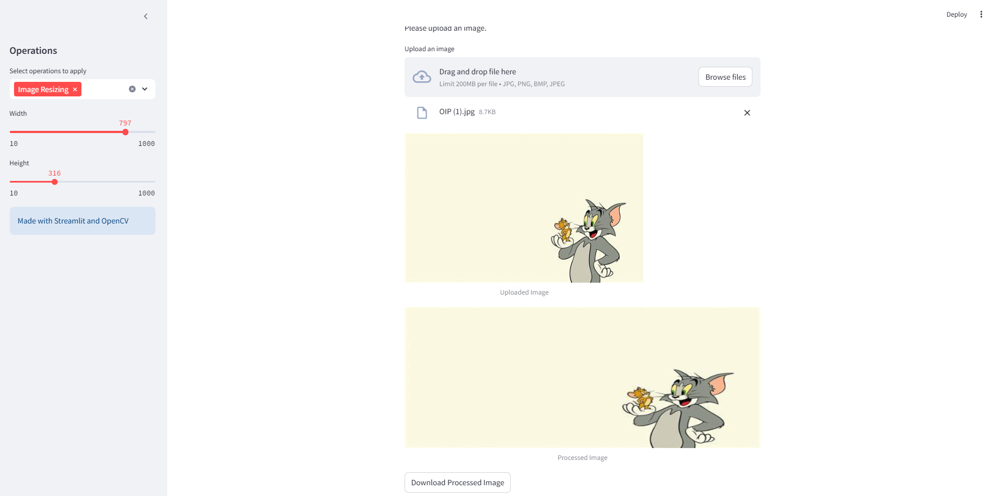 Deploy
Operations
Select operations to apply
Image Resizing
Width
797
10 1000
Height
316
10 1000
Made with Streamlit and OpenCV
Please upload an image.
Upload an image
Drag and drop file here
Limit 200MB per file • JPG, PNG, BMP, JPEG
Browse files
OIP (1).jpg 8.7KB
Uploaded Image
Processed Image
Download Processed Image